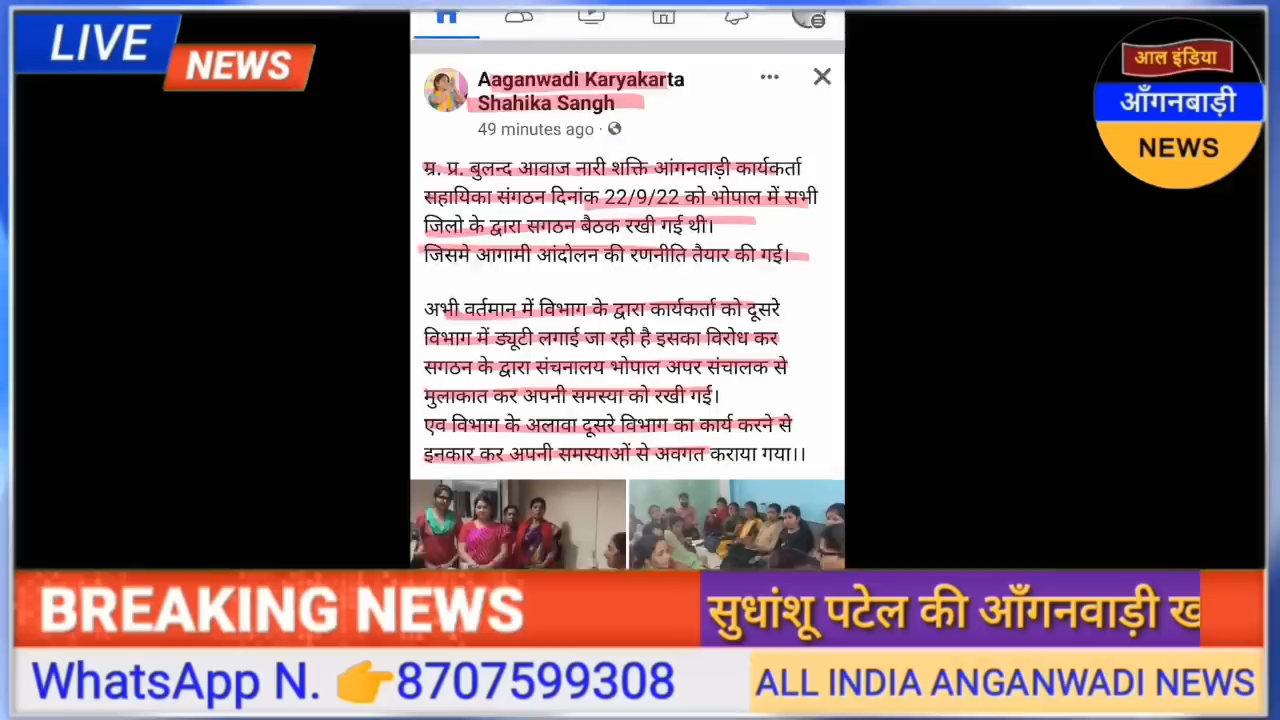 LIVE
NEWS
आल इंडिया
आँगनबाड़ी
NEWS
Aaganwadi Karyakarta
Shahika Sangh
49 minutes ago
म. प्र. बुलन्द आवाज नारी शक्ति आंगनवाड़ी कार्यकर्ता
सहायिका संगठन दिनांक 22/9/22 को भोपाल में सभी
जिलो के द्वारा सगठन बैठक रखी गई थी।
जिसमे आगामी आंदोलन की रणनीति तैयार की गई।
अभी वर्तमान में विभाग के द्वारा कार्यकर्ता को दूसरे
विभाग में ड्यूटी लगाई जा रही है इसका विरोध कर
सगठन के द्वारा संचनालय भोपाल अपर संचालक से
मुलाकात कर अपनी समस्या को रखी गई।
एव विभाग के अलावा दूसरे विभाग का कार्य करने से
इनकार कर अपनी समस्याओं से अवगत कराया गया।।
BREAKING NEWS
सुधांशू पटेल की आँगनवाड़ी
WhatsApp N. 👉8707599308
ALL INDIA ANGANWADI NEWS